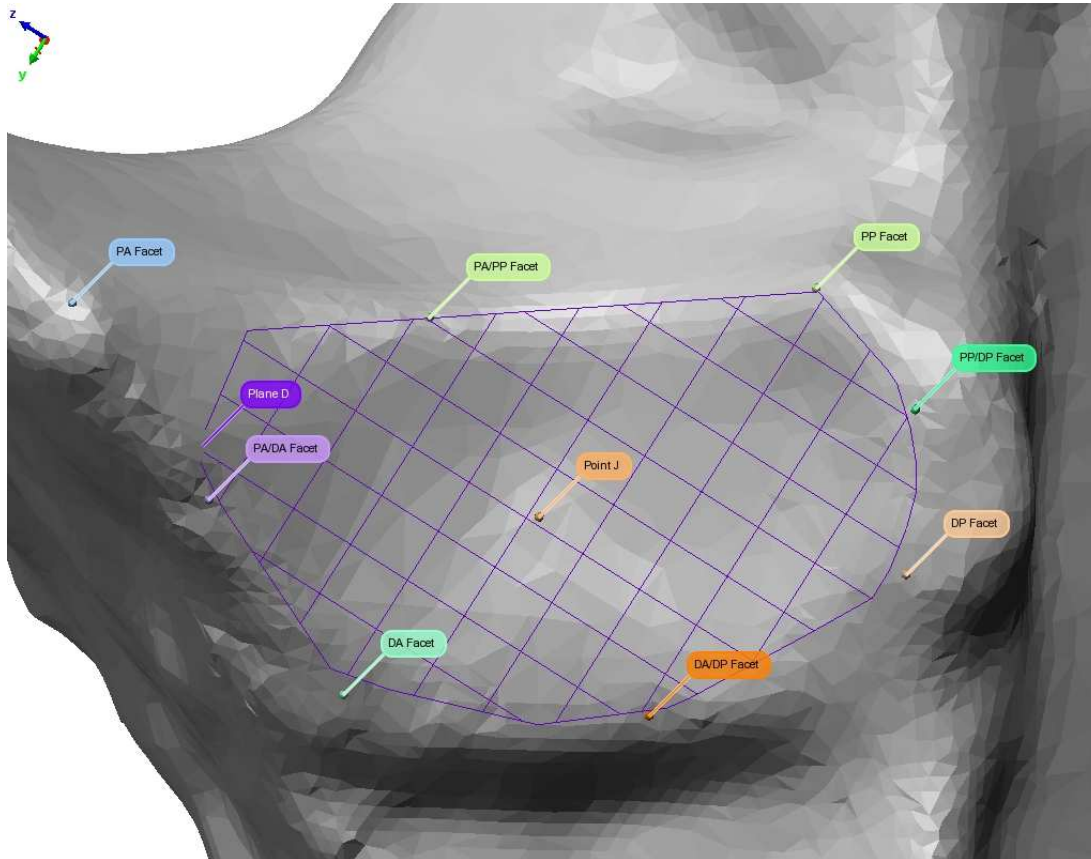 z
y
PP Facet
PA Facet
PA/PP Facet
PP/DP Facet
Plane D
PA/DA Facet
Point J
DP Facet
DA Facet
DA/DP Facet